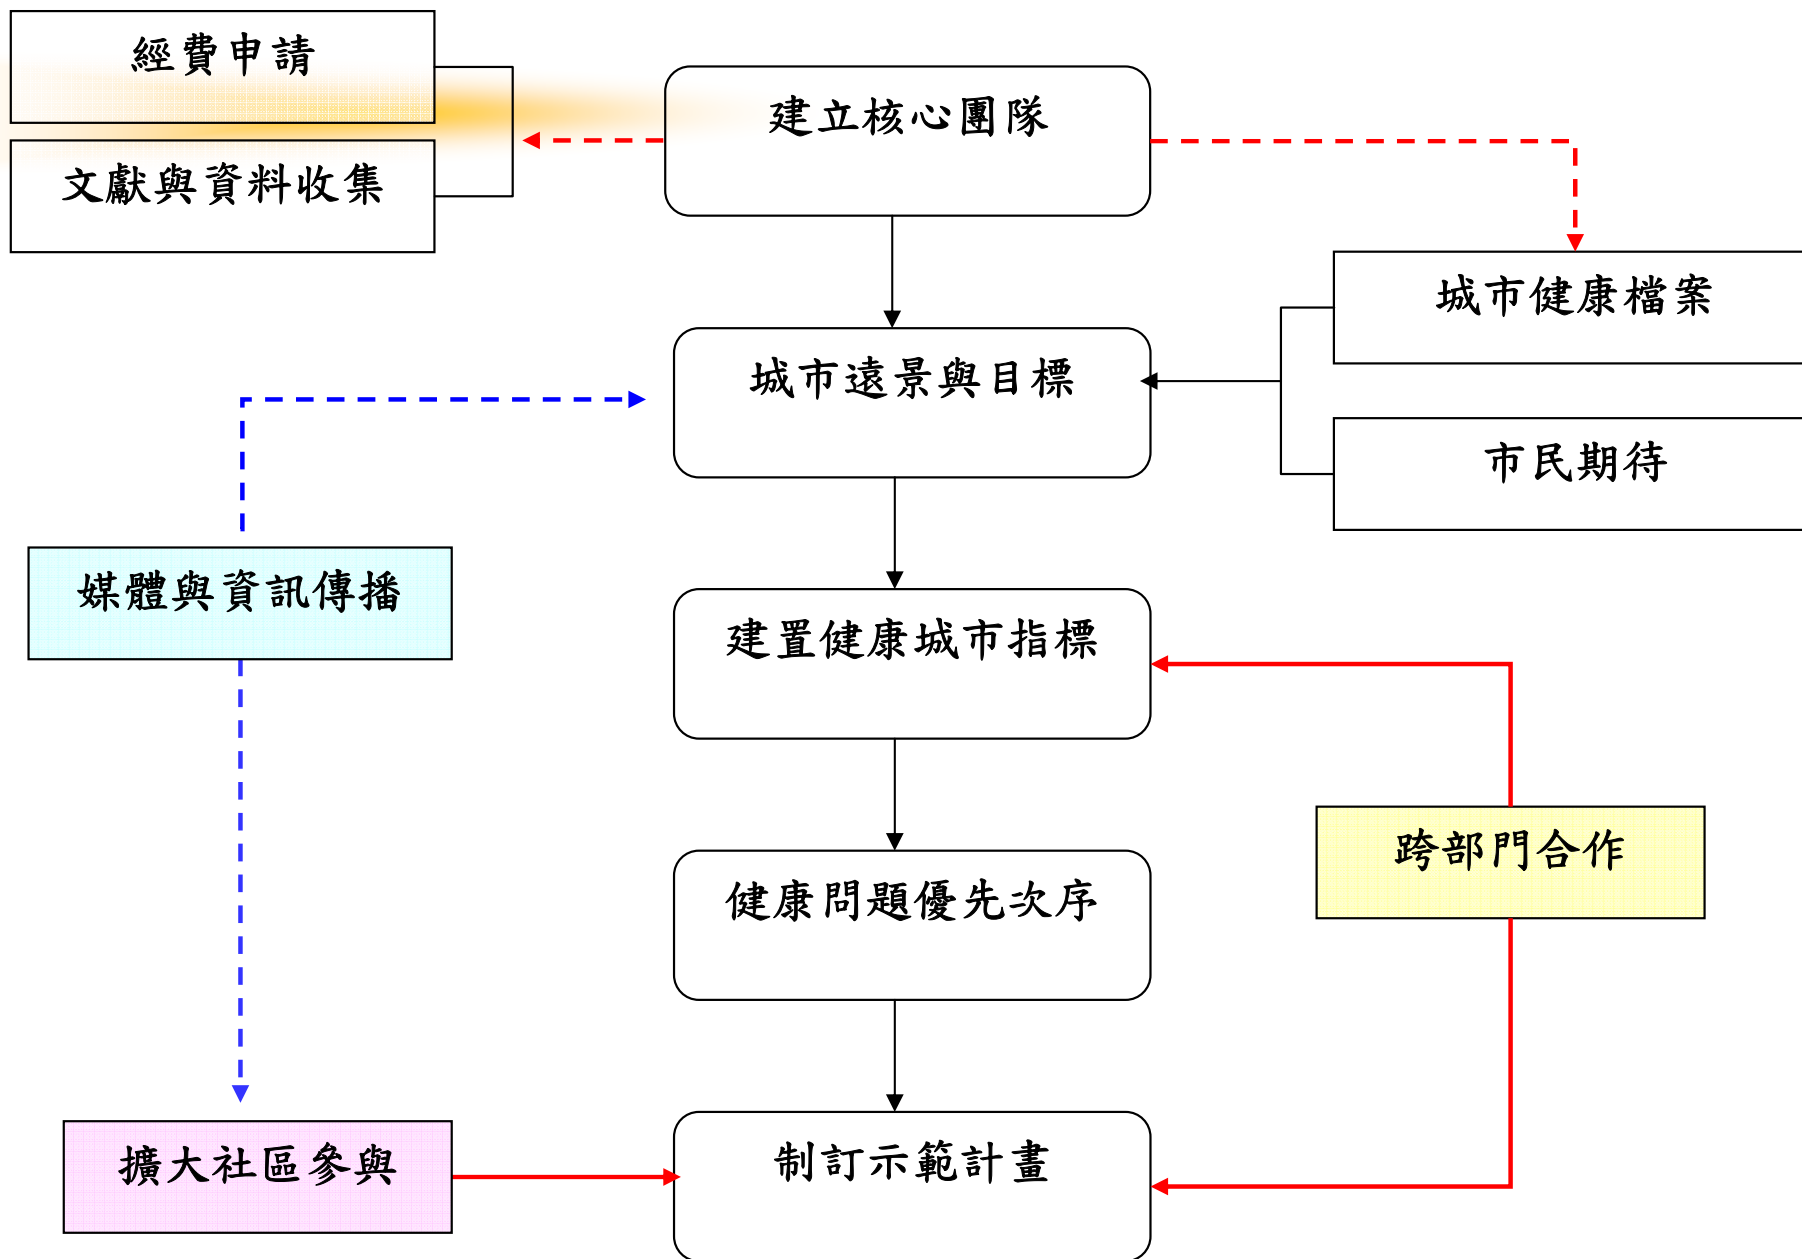 經費申請
建立核心團隊
文獻與資料收集
城市健康檔案
城市遠景與目標
市民期待
媒體與資訊傳播
建置健康城市指標
跨部門合作
健康問題優先次序
擴大社區參與
制訂示範計畫